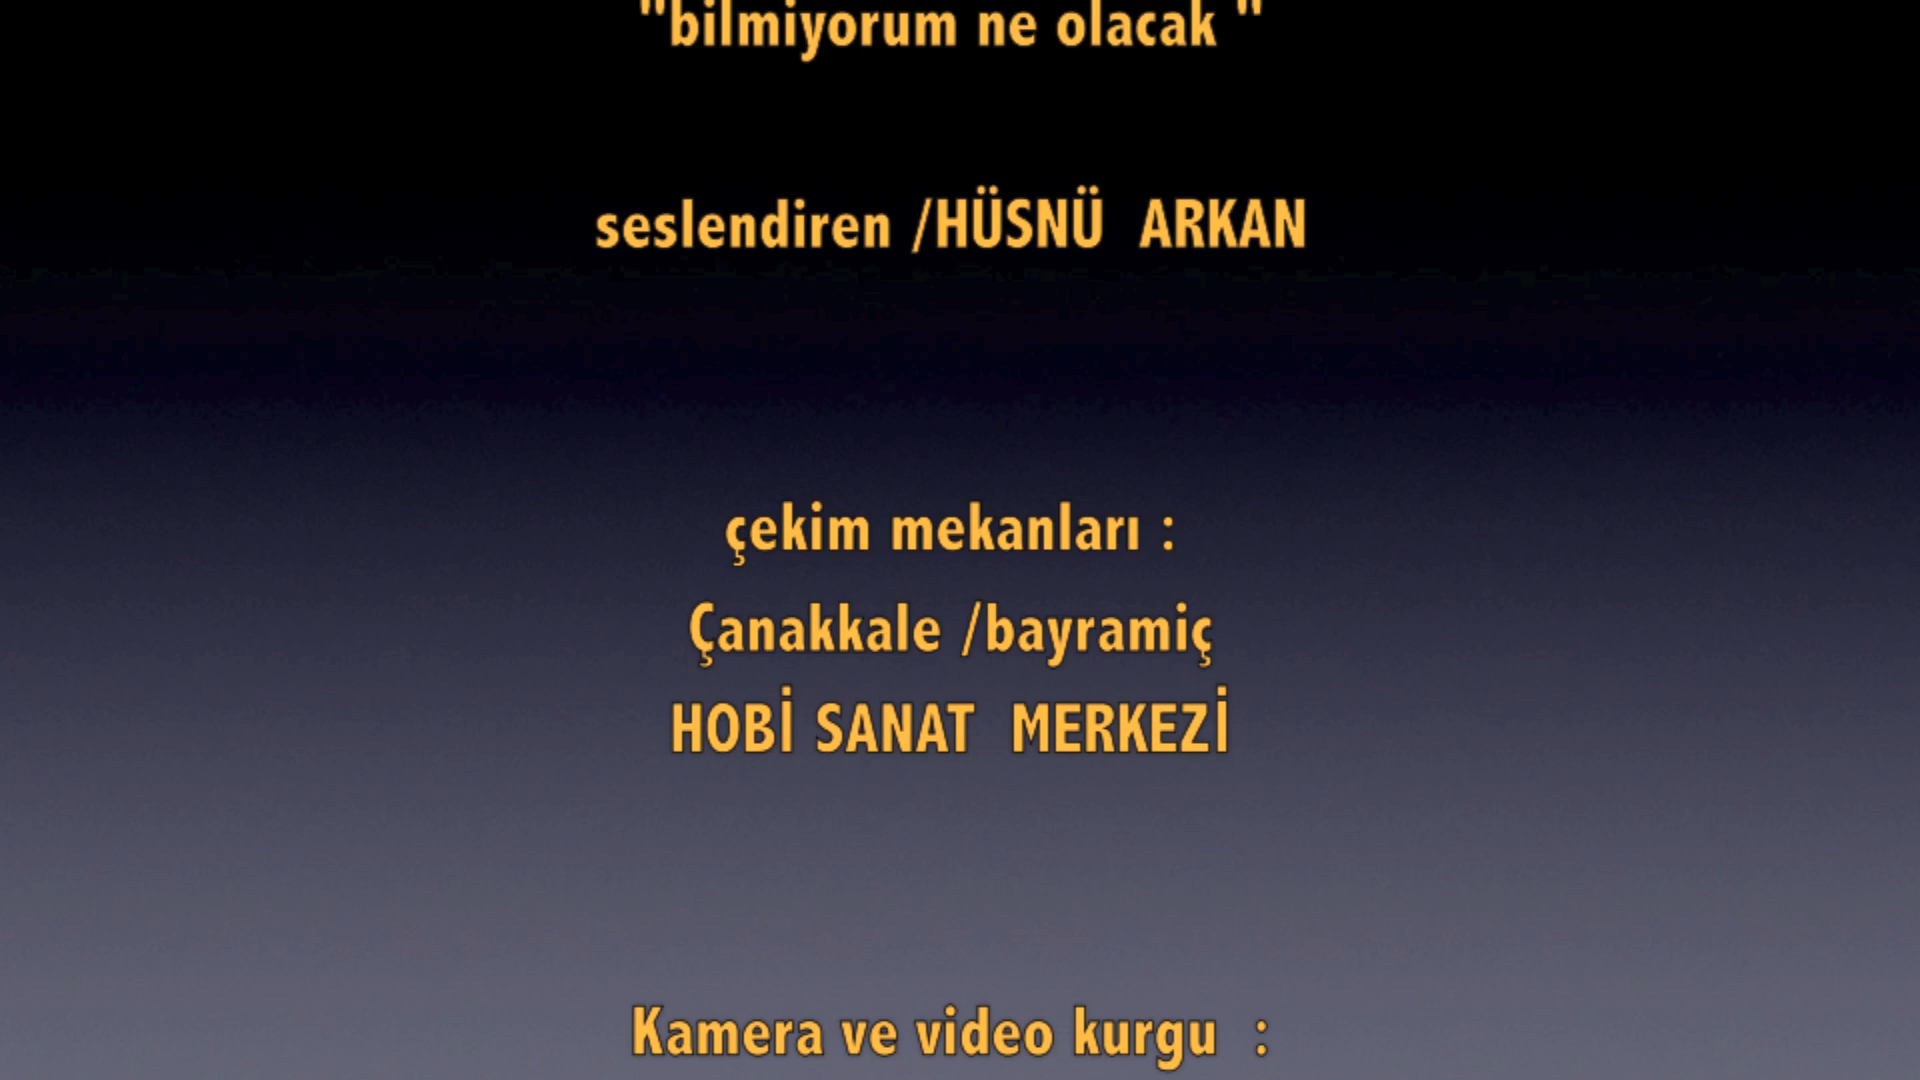 "bilmiyorum ne olacak "
seslendiren /HÜSNÜ  ARKAN
çekim mekanları :
Çanakkale /bayramiç
HOBİ SANAT  MERKEZİ
Kamera ve video kurgu  :